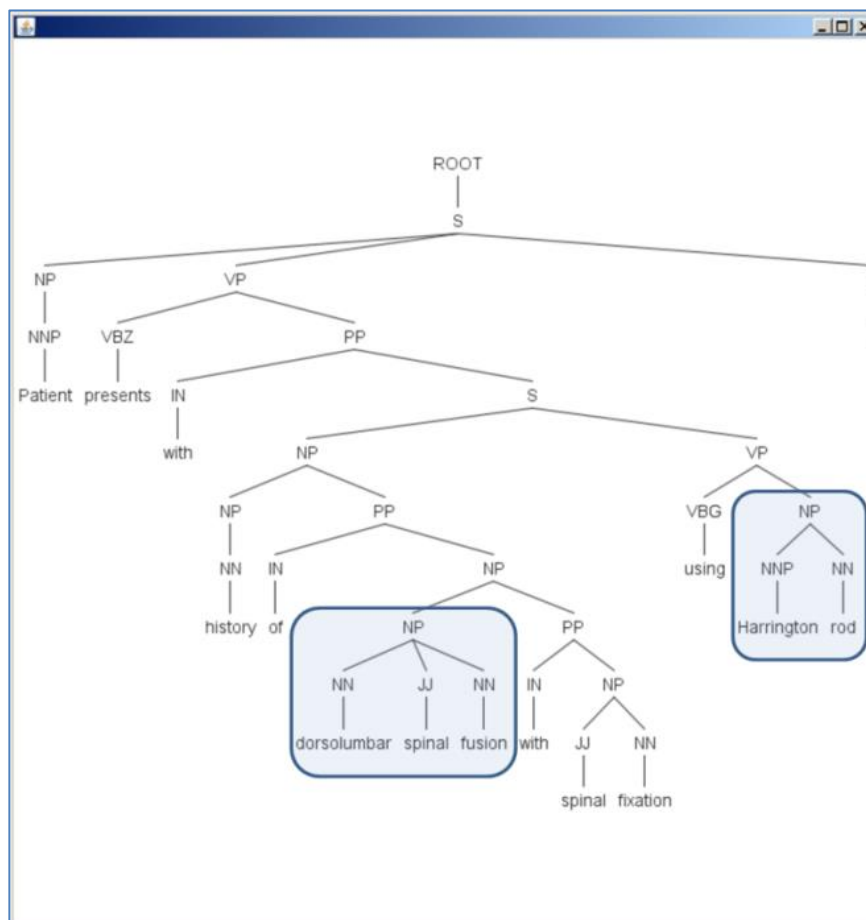 ROOT
S
NP VP
NNP VBZ PP
Patient presents IN S
with NP VP
NP PP VBG NP
NN IN NP using NNP NN
history of NP PP Harrington rod
NN JJ NN IN NP
dorsolumbar spinal fusion with JJ NN
spinal fixation